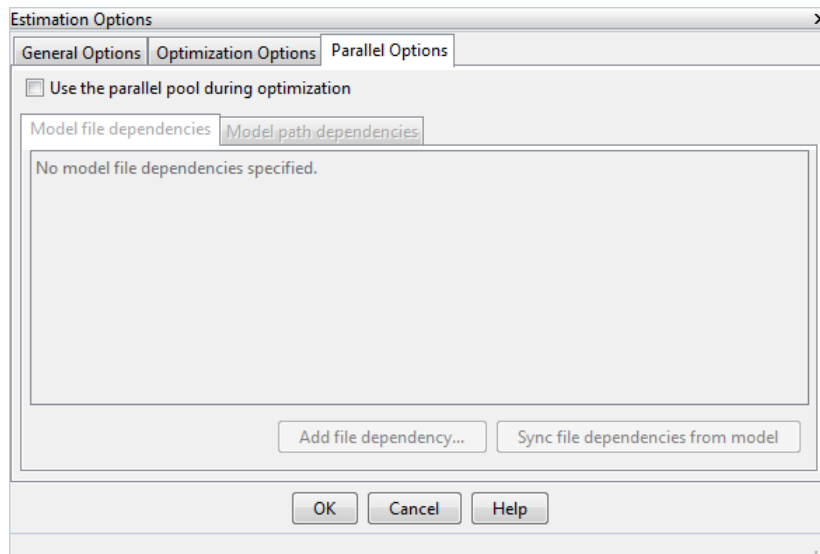 Estimation Options
General Options Optimization Options Parallel Options
Use the parallel pool during optimization
Model file dependencies Model path dependencies
No model file dependencies specified.
Add file dependency... Sync file dependencies from model
OK Cancel Help